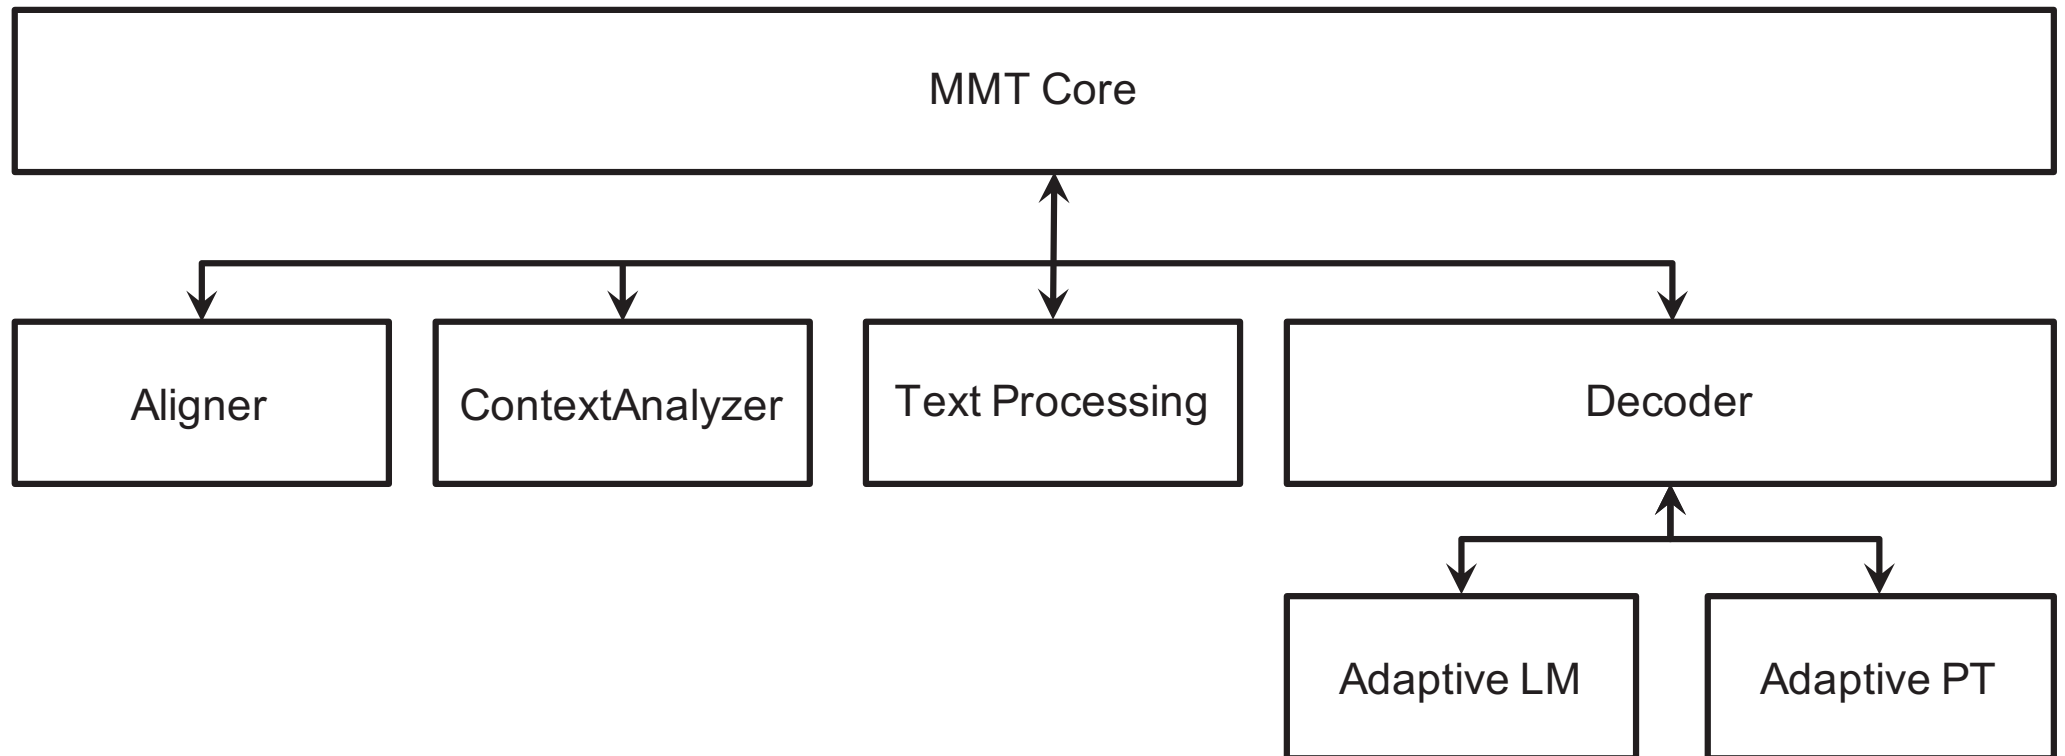 MMT Core
Aligner
ContextAnalyzer
Text Processing
Decoder
Adaptive LM
Adaptive PT